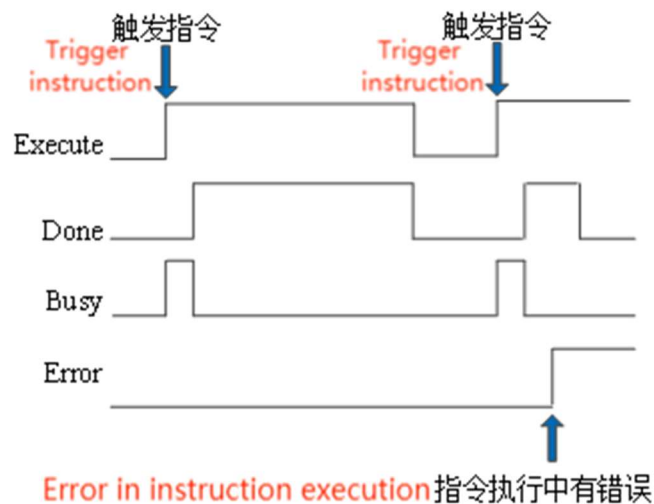 触发指令
Trigger
instruction
触发指令
Trigger
instruction
Execute
Done
Busy
Error
Error in instruction execution 指令执行中有错误